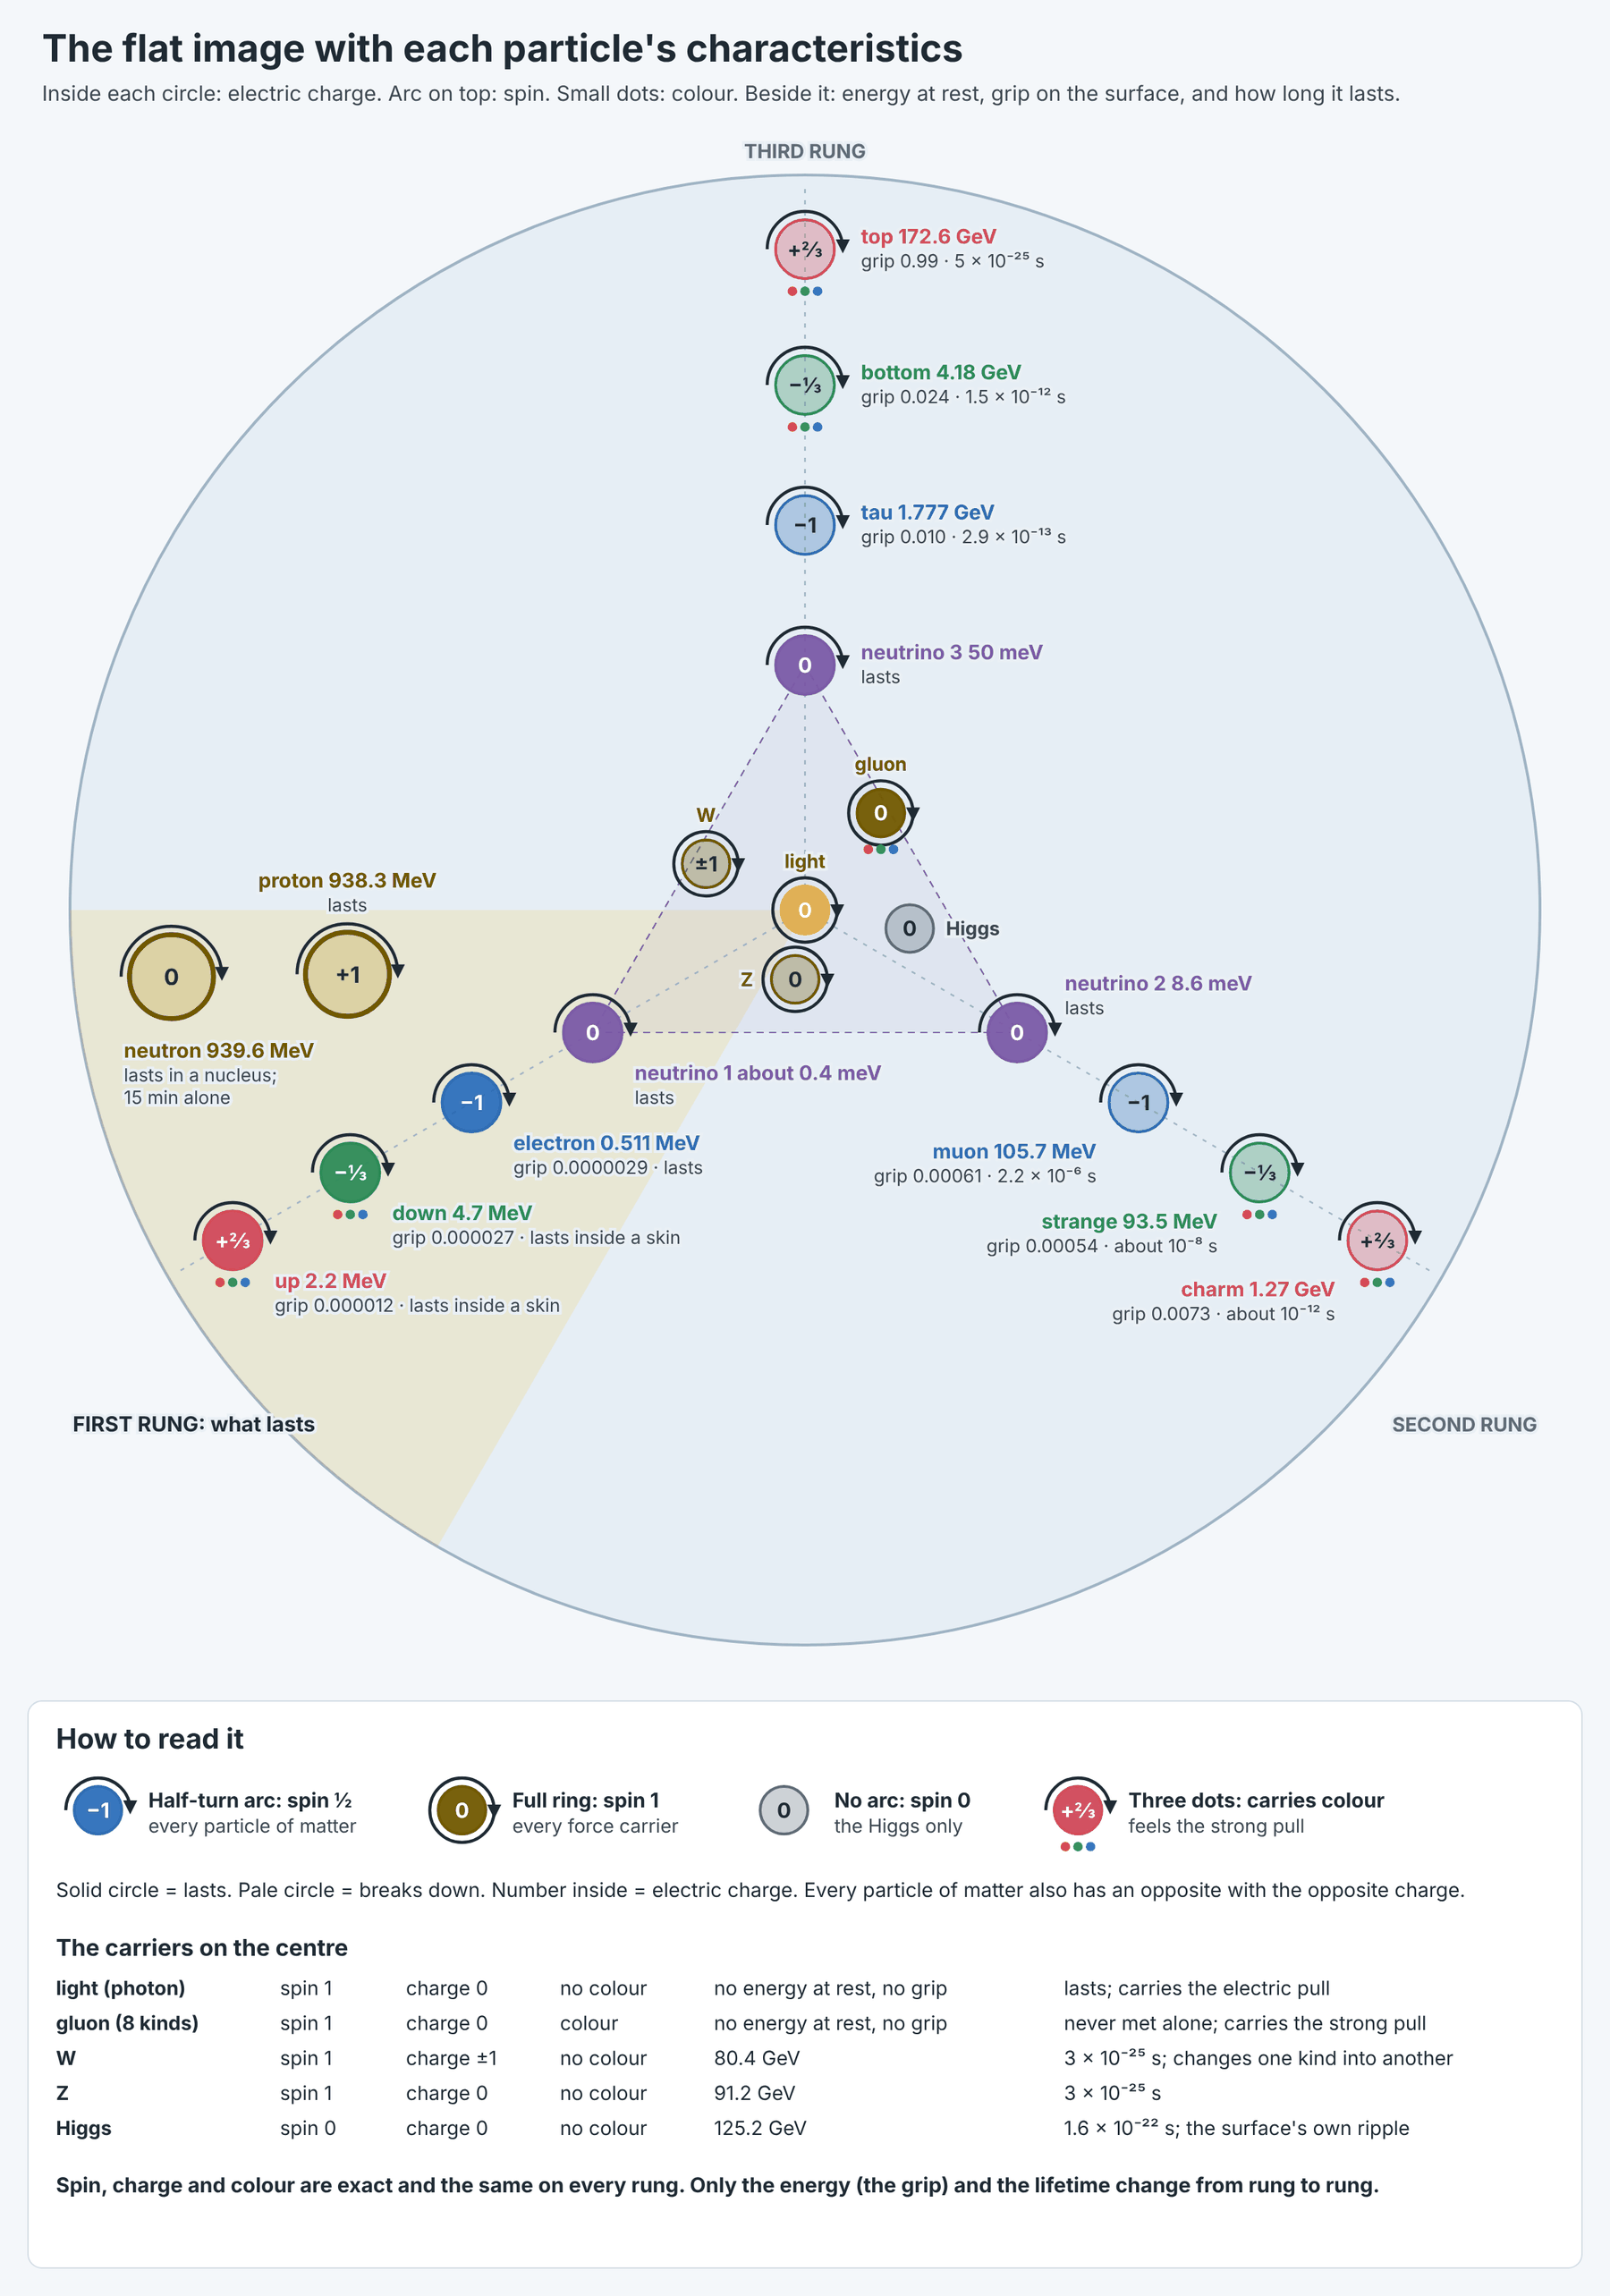 The flat image with each particle's characteristics
Inside each circle: electric charge. Arc on top: spin. Small dots: colour. Beside it: energy at rest, grip on the surface, and how long it lasts.
THIRD RUNG
+⅔
top 172.6 GeV
grip 0.99 · 5 × 10⁻²⁵ s
−⅓
bottom 4.18 GeV
grip 0.024 · 1.5 × 10⁻¹² s
−1
tau 1.777 GeV
grip 0.010 · 2.9 × 10⁻¹³ s
0
neutrino 3 50 meV
lasts
gluon
0
W
±1
light
0
0
Higgs
Z
0
proton 938.3 MeV
lasts
+1
0
neutron 939.6 MeV
lasts in a nucleus;
15 min alone
0
neutrino 1 about 0.4 meV
lasts
0
neutrino 2 8.6 meV
lasts
−1
electron 0.511 MeV
grip 0.0000029 · lasts
−⅓
down 4.7 MeV
grip 0.000027 · lasts inside a skin
+⅔
up 2.2 MeV
grip 0.000012 · lasts inside a skin
−1
muon 105.7 MeV
grip 0.00061 · 2.2 × 10⁻⁶ s
−⅓
strange 93.5 MeV
grip 0.00054 · about 10⁻⁸ s
+⅔
charm 1.27 GeV
grip 0.0073 · about 10⁻¹² s
FIRST RUNG: what lasts
SECOND RUNG
How to read it
−1
Half-turn arc: spin ½
every particle of matter
0
Full ring: spin 1
every force carrier
0
No arc: spin 0
the Higgs only
+⅔
Three dots: carries colour
feels the strong pull
Solid circle = lasts. Pale circle = breaks down. Number inside = electric charge. Every particle of matter also has an opposite with the opposite charge.
The carriers on the centre
light (photon) spin 1 charge 0 no colour no energy at rest, no grip lasts; carries the electric pull
gluon (8 kinds) spin 1 charge 0 colour no energy at rest, no grip never met alone; carries the strong pull
W spin 1 charge ±1 no colour 80.4 GeV 3 × 10⁻²⁵ s; changes one kind into another
Z spin 1 charge 0 no colour 91.2 GeV 3 × 10⁻²⁵ s
Higgs spin 0 charge 0 no colour 125.2 GeV 1.6 × 10⁻²² s; the surface's own ripple
Spin, charge and colour are exact and the same on every rung. Only the energy (the grip) and the lifetime change from rung to rung.